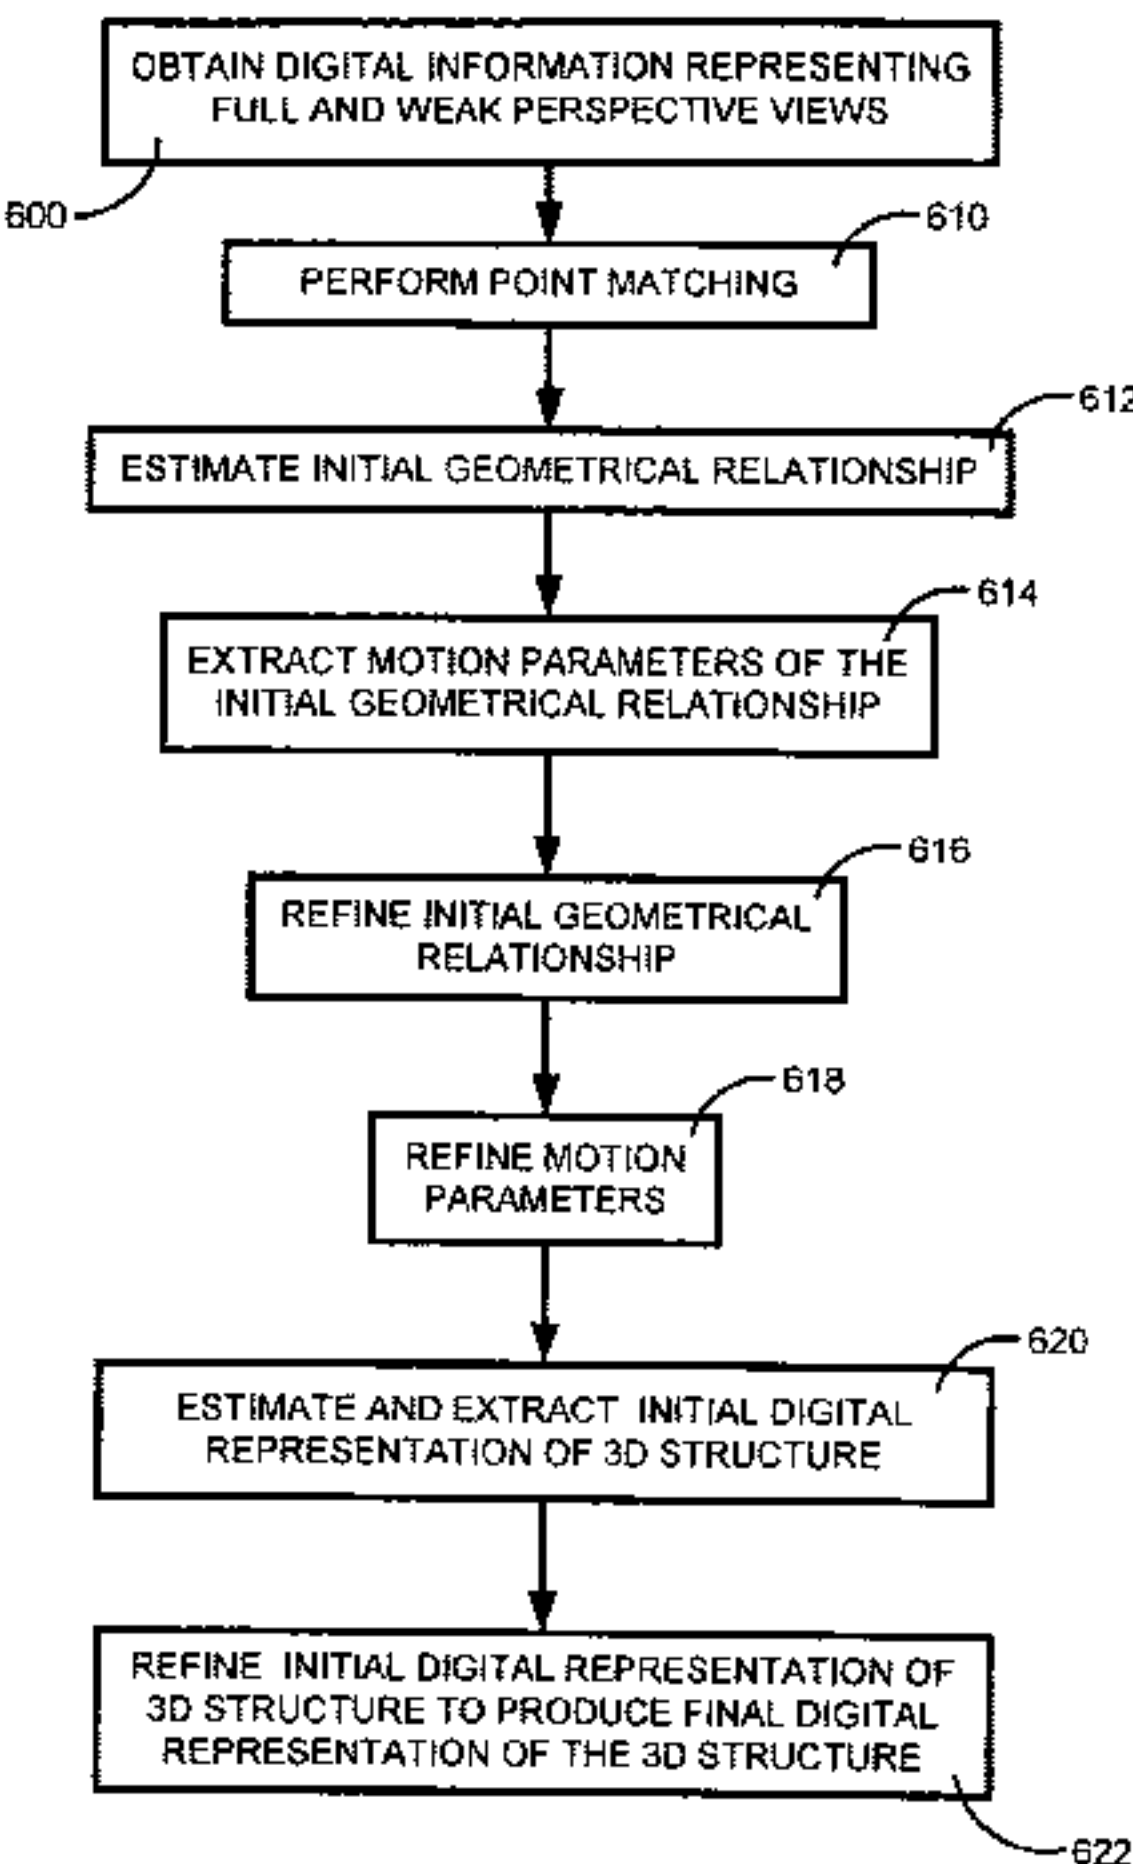 OBTAIN DIGITAL INFORMATION REPRESENTING
FULL AND WEAK PERSPECTIVE VIEWS
600
610
PERFORM POINT MATCHING
612
ESTIMATE INITIAL GEOMETRICAL RELATIONSHIP
614
EXTRACT MOTION PARAMETERS OF THE
INITIAL GEOMETRICAL RELATIONSHIP
616
REFINE INITIAL GEOMETRICAL
RELATIONSHIP
618
REFINE MOTION
PARAMETERS
620
ESTIMATE AND EXTRACT INITIAL DIGITAL
REPRESENTATION OF 3D STRUCTURE
REFINE INITIAL DIGITAL REPRESENTATION OF
3D STRUCTURE TO PRODUCE FINAL DIGITAL
REPRESENTATION OF THE 3D STRUCTURE
622